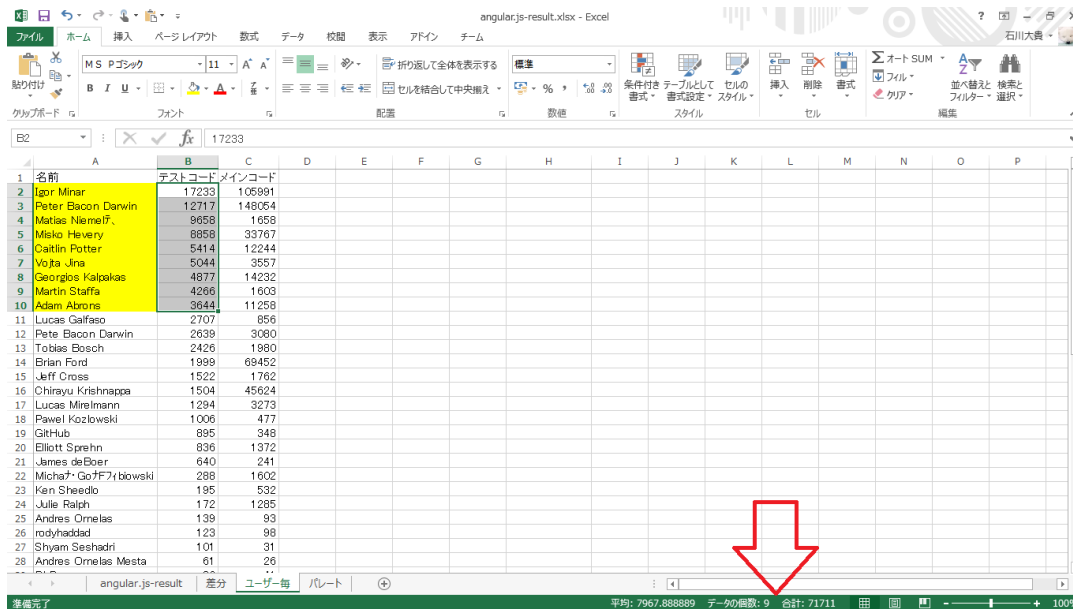 angular.js-result.xlsx - Excel
ファイル ホーム 挿入 ページ レイアウト 数式 データ 校閲 表示 アドイン チーム 石川大貴
ＭＳ Ｐゴシック 11 折り返して全体を表示する 標準 オート SUM
貼り付け B I U セルを結合して中央揃え % 条件付き書式 テーブルとして書式設定 セルのスタイル 挿入 削除 書式 フィル クリア 並べ替えとフィルター 検索と選択
クリップボード フォント 配置 数値 スタイル セル 編集
B2 fx 17233
A B C D E F G H I J K L M N O P
1 名前 テストコード メインコード
2 Igor Minar 17233 105991
3 Peter Bacon Darwin 12717 148054
4 Matias Niemelﾃ､ 9658 1658
5 Misko Hevery 8858 33767
6 Caitlin Potter 5414 12244
7 Vojta Jina 5044 3557
8 Georgios Kalpakas 4877 14232
9 Martin Staffa 4266 1603
10 Adam Abrons 3644 11258
11 Lucas Galfaso 2707 856
12 Pete Bacon Darwin 2639 3080
13 Tobias Bosch 2426 1980
14 Brian Ford 1999 69452
15 Jeff Cross 1522 1762
16 Chirayu Krishnappa 1504 45624
17 Lucas Mirelmann 1294 3273
18 Pawel Kozlowski 1006 477
19 GitHub 895 348
20 Elliott Sprehn 836 1372
21 James deBoer 640 241
22 288 1602
23 Ken Sheedlo 195 532
24 Julie Ralph 172 1285
25 Andres Ornelas 139 93
26 rodyhaddad 123 98
27 Shyam Seshadri 101 31
28 Andres Ornelas Mesta 61 26
angular.js-result 差分 ユーザー毎 パレート
準備完了 平均: 7967.888889 データの個数: 9 合計: 71711 100%